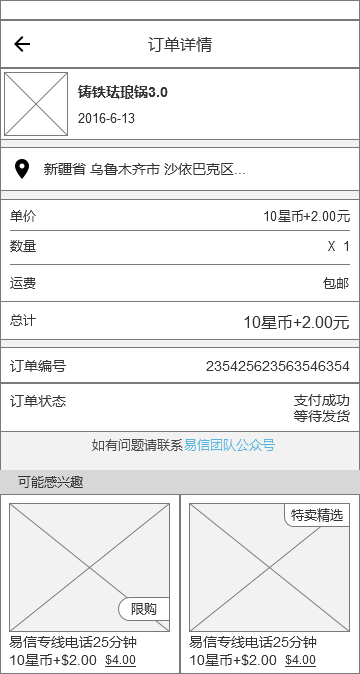 订单详情
铸铁珐琅锅3.0
2016-6-13
新疆省 乌鲁木齐市 沙依巴克区...
单价 10星币+2.00元
数量 X 1
运费 包邮
总计 10星币+2.00元
订单编号 235425623563546354
订单状态 支付成功
等待发货
如有问题请联系易信团队公众号
可能感兴趣
限购
易信专线电话25分钟
10星币+$2.00 $4.00
特卖精选
易信专线电话25分钟
10星币+$2.00 $4.00